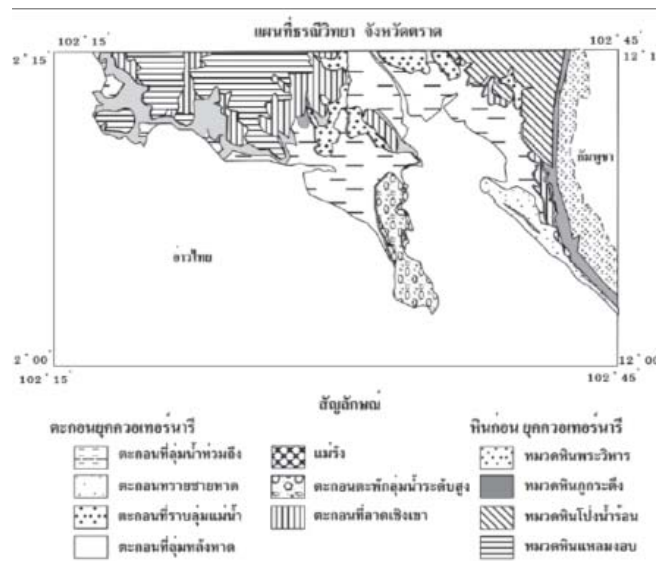 แผนที่ธรณีวิทยา จังหวัดตราด
102°15' 102°45'
2°15' 12°1
กัมพูชา
อ่าวไทย
2°00' 12°00
102°15' 102°45'
สัญลักษณ์
ตะกอนยุคควอเทอร์นารี หินก่อน ยุคควอเทอร์นารี
ตะกอนที่ลุ่มน้ำท่วมถึง แม่รัง หมวดหินพระวิหาร
ตะกอนทรายชายหาด ตะกอนตะพักลุ่มน้ำระดับสูง หมวดหินภูกระดึง
ตะกอนที่ราบลุ่มแม่น้ำ ตะกอนที่ลาดเชิงเขา หมวดหินโป่งน้ำร้อน
ตะกอนที่ลุ่มหลังหาด หมวดหินแหลมงอบ